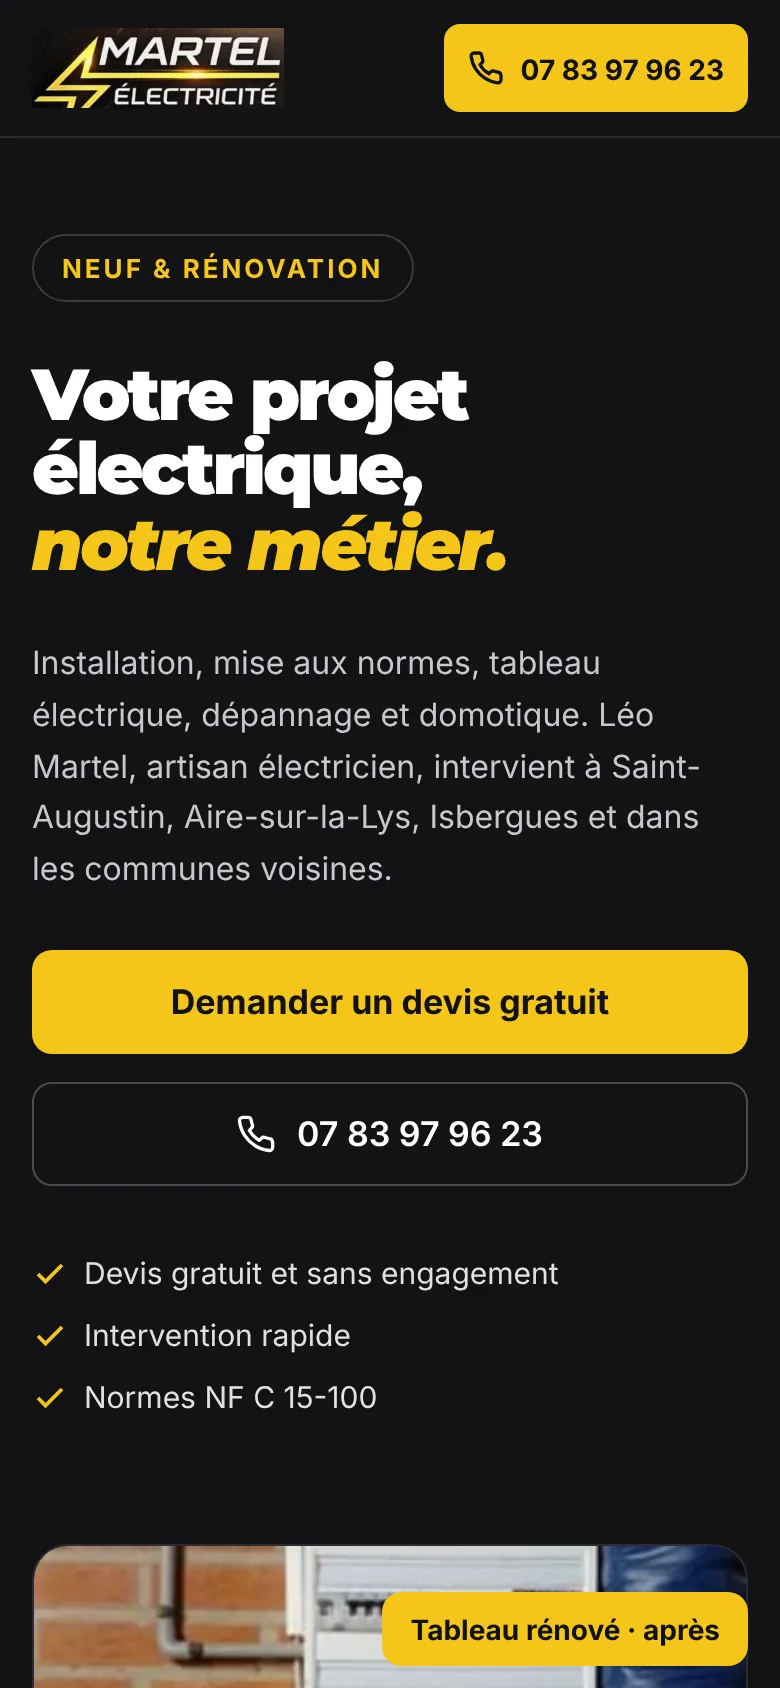 MARTEL
ÉLECTRICITÉ
07 83 97 96 23
NEUF & RÉNOVATION
Votre projet
électrique,
notre métier.
Installation, mise aux normes, tableau
électrique, dépannage et domotique. Léo
Martel, artisan électricien, intervient à Saint-
Augustin, Aire-sur-la-Lys, Isbergues et dans
les communes voisines.
Demander un devis gratuit
07 83 97 96 23
Devis gratuit et sans engagement
Intervention rapide
Normes NF C 15-100
Tableau rénové · après